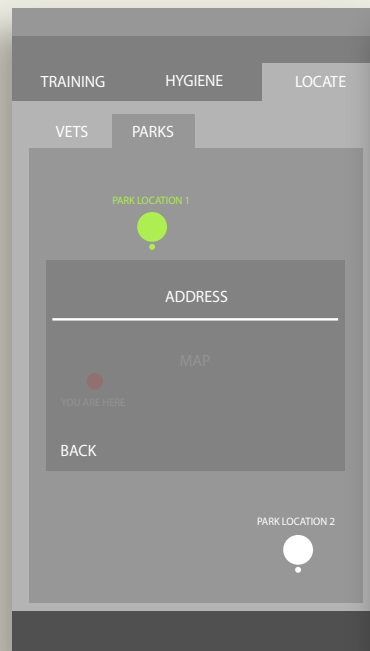 TRAINING HYGIENE LOCATE
VETS PARKS
PARK LOCATION 1
ADDRESS
MAP
YOU ARE HERE
BACK
PARK LOCATION 2